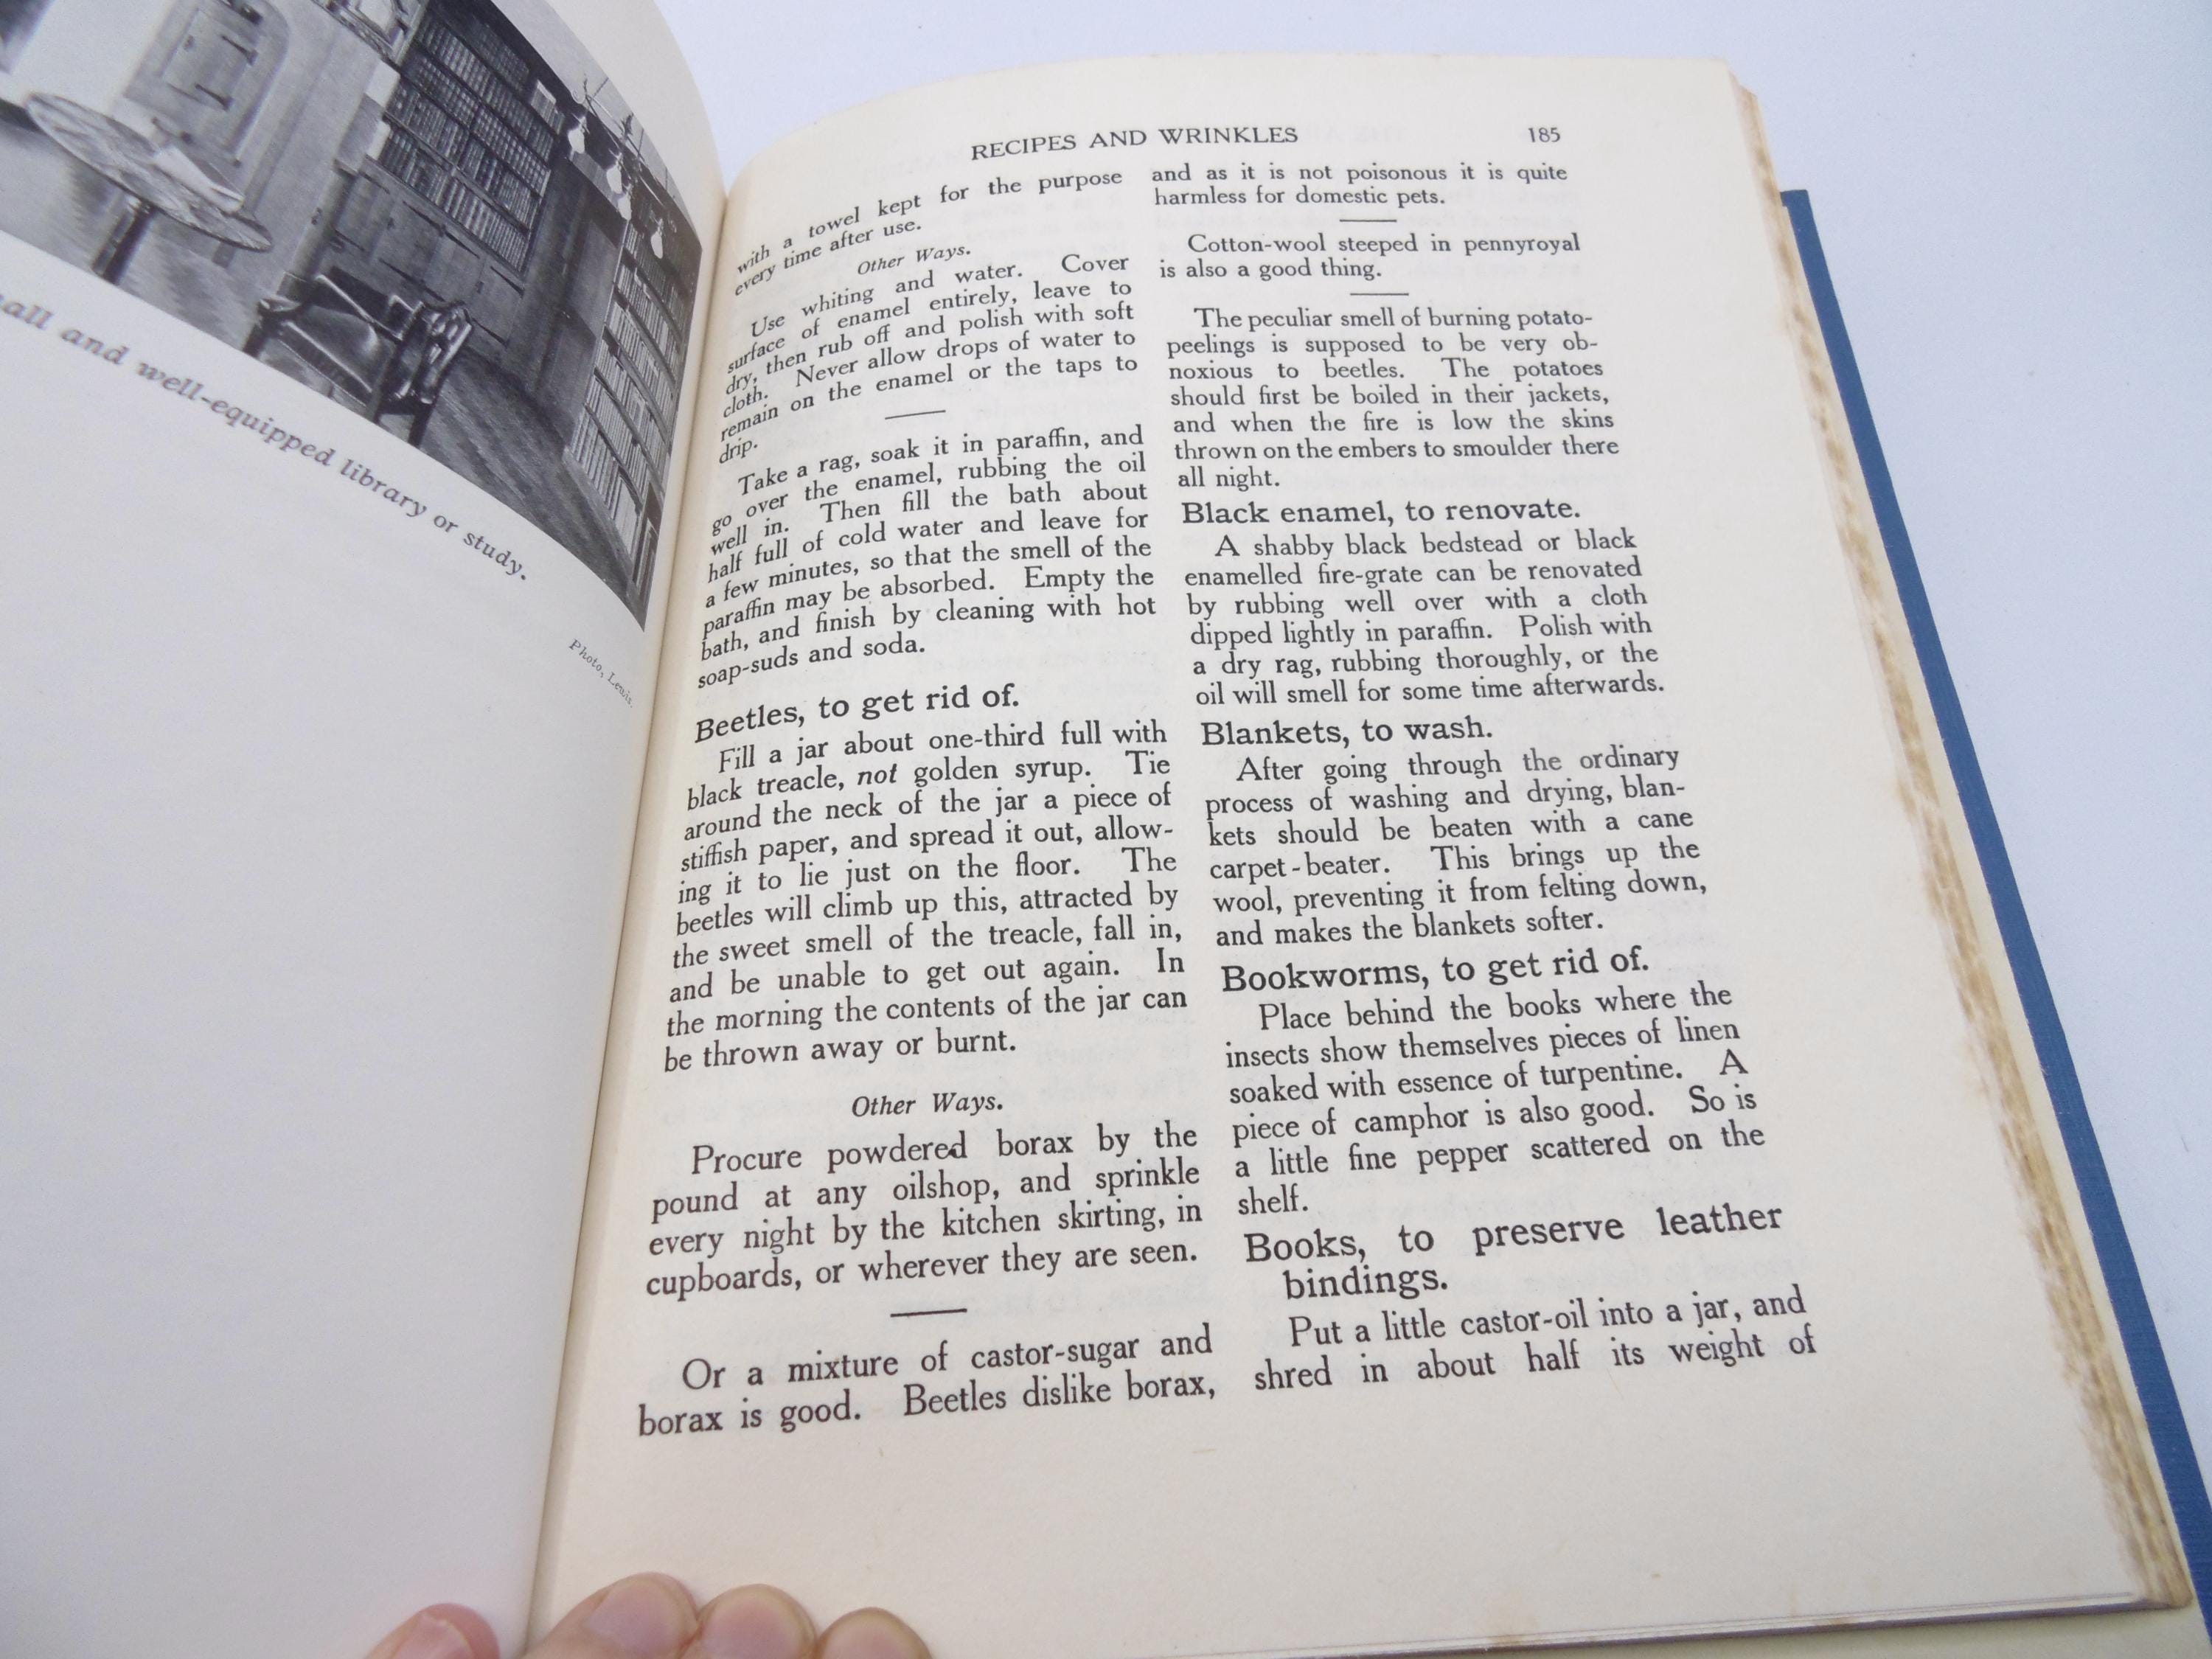 all and well-equipped library or study.
Photo, Lewis.
RECIPES AND WRINKLES 185
with a towel kept for the purpose
every time after use.
Other Ways.
Use whiting and water. Cover
surface of enamel entirely, leave to
dry, then rub off and polish with soft
cloth. Never allow drops of water to
remain on the enamel or the taps to
drip.
Take a rag, soak it in paraffin, and
go over the enamel, rubbing the oil
well in. Then fill the bath about
half full of cold water and leave for
a few minutes, so that the smell of the
paraffin may be absorbed. Empty the
bath, and finish by cleaning with hot
soap-suds and soda.
Beetles, to get rid of.
Fill a jar about one-third full with
black treacle, not golden syrup. Tie
around the neck of the jar a piece of
stiffish paper, and spread it out, allow-
ing it to lie just on the floor. The
beetles will climb up this, attracted by
the sweet smell of the treacle, fall in,
and be unable to get out again. In
the morning the contents of the jar can
be thrown away or burnt.
Other Ways.
Procure powdered borax by the
pound at any oilshop, and sprinkle
every night by the kitchen skirting, in
cupboards, or wherever they are seen.
Or a mixture of castor-sugar and
borax is good. Beetles dislike borax,
and as it is not poisonous it is quite
harmless for domestic pets.
Cotton-wool steeped in pennyroyal
is also a good thing.
The peculiar smell of burning potato-
peelings is supposed to be very ob-
noxious to beetles. The potatoes
should first be boiled in their jackets,
and when the fire is low the skins
thrown on the embers to smoulder there
all night.
Black enamel, to renovate.
A shabby black bedstead or black
enamelled fire-grate can be renovated
by rubbing well over with a cloth
dipped lightly in paraffin. Polish with
a dry rag, rubbing thoroughly, or the
oil will smell for some time afterwards.
Blankets, to wash.
After going through the ordinary
process of washing and drying, blan-
kets should be beaten with a cane
carpet-beater. This brings up the
wool, preventing it from felting down,
and makes the blankets softer.
Bookworms, to get rid of.
Place behind the books where the
insects show themselves pieces of linen
soaked with essence of turpentine. A
piece of camphor is also good. So is
a little fine pepper scattered on the
shelf.
Books, to preserve leather
bindings.
Put a little castor-oil into a jar, and
shred in about half its weight of